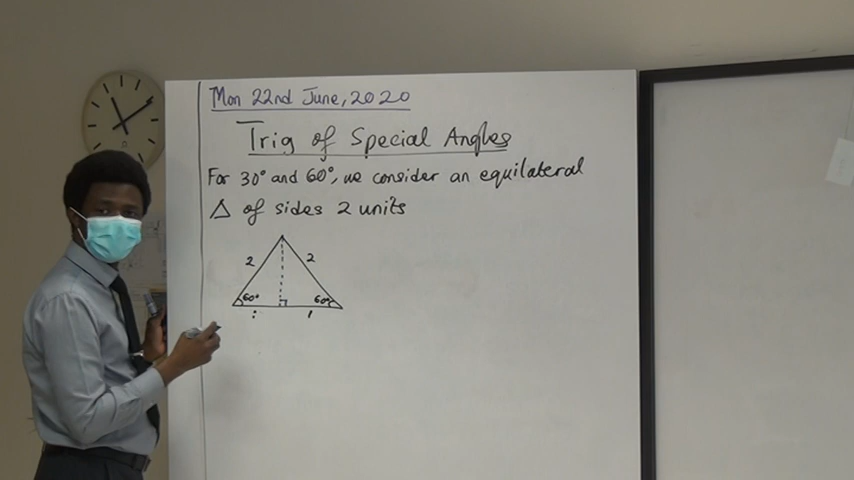 Mon 22nd June, 2020
Trig of Special Angles
For 30° and 60°, we consider an equilateral
Δ of sides 2 units
2 2
60° 60°
1 1